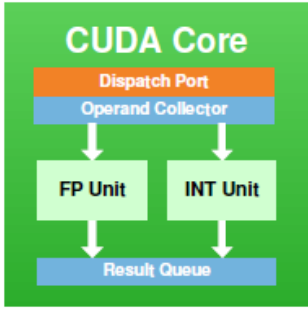 CUDA Core
Dispatch Port
Operand Collector
FP Unit
INT Unit
Result Queue